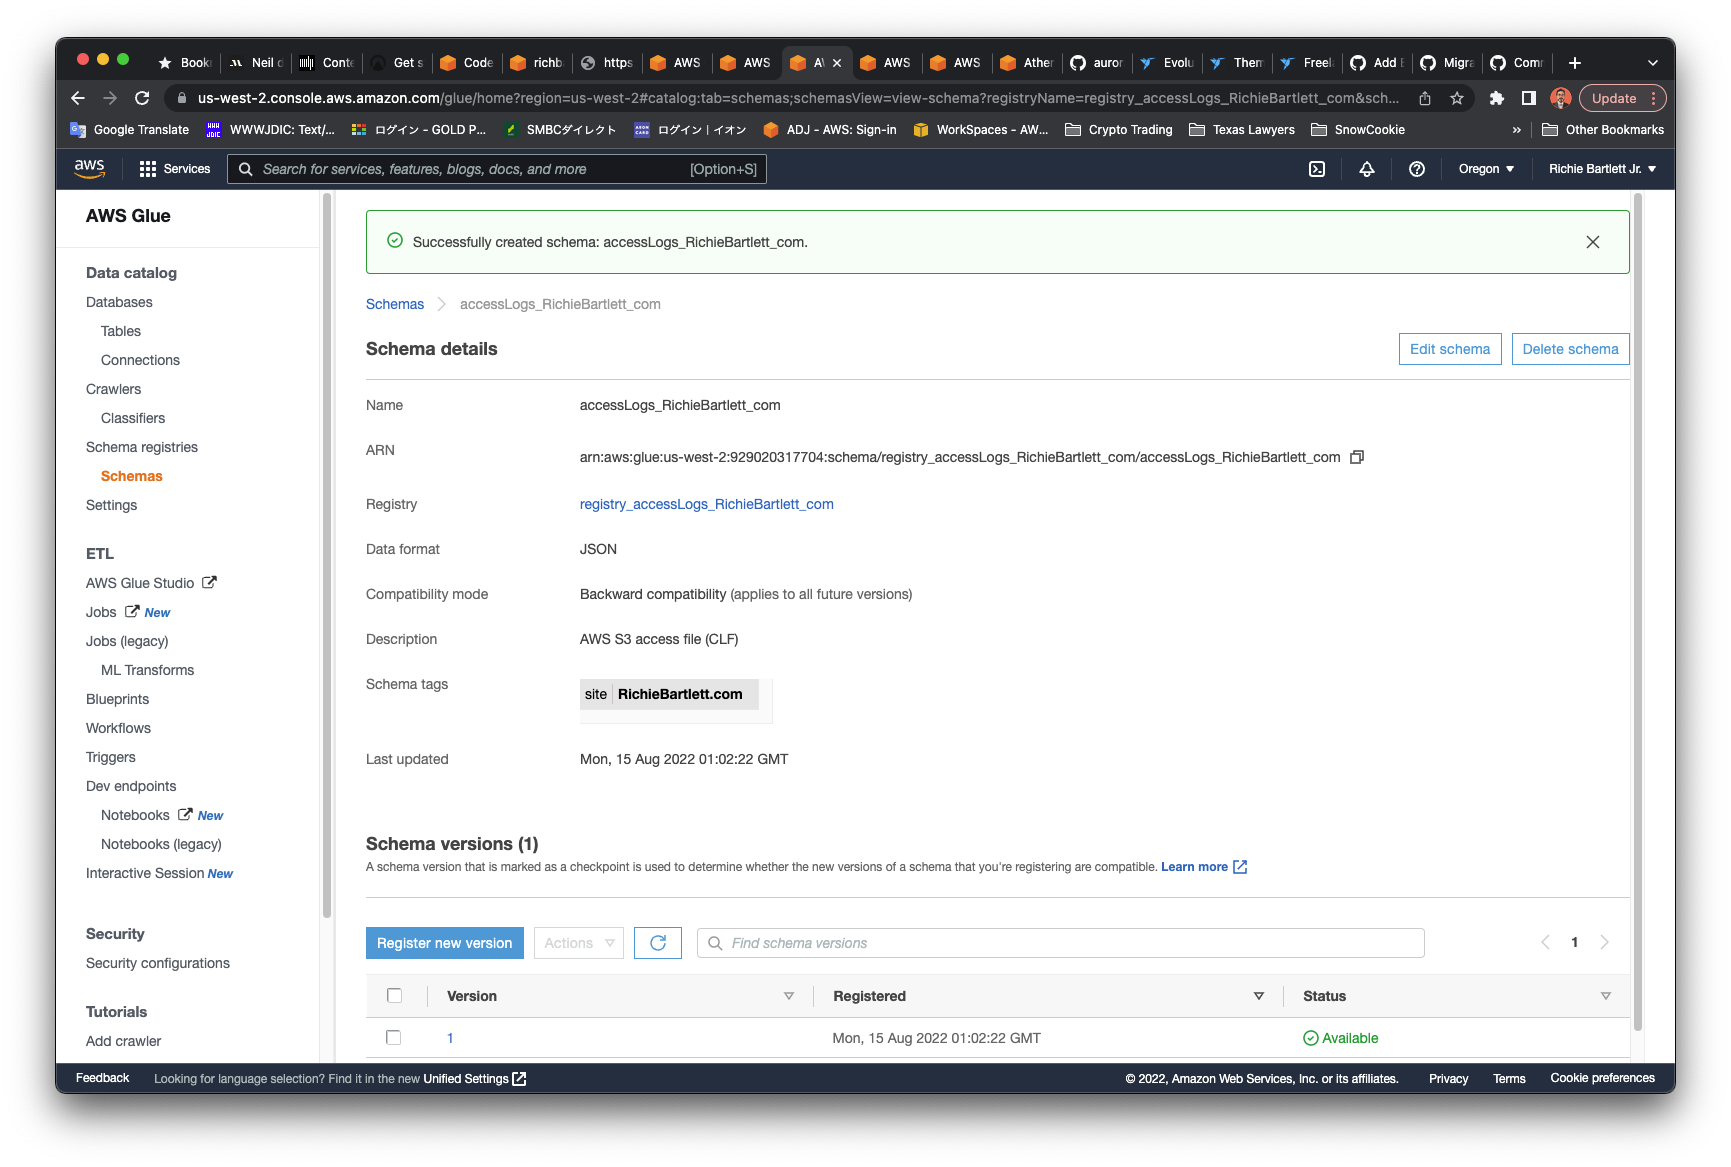 Bookr
Neil d
Conte
Get s
Code
richb
https
AWS
AWS
AWS
AWS
Ather
auror
Evolu
Them
Freel
Add E
Migra
Comr
us-west-2.console.aws.amazon.com/glue/home?region=us-west-2#catalog:tab=schemas;schemasView=view-schema?registryName=registry_accessLogs_RichieBartlett_com&sch...
Update
Google Translate
WWWJDIC: Text/...
ログイン - GOLD P...
SMBCダイレクト
ログイン | イオン
ADJ - AWS: Sign-in
WorkSpaces - AW...
Crypto Trading
Texas Lawyers
SnowCookie
»
Other Bookmarks
aws
Services
Search for services, features, blogs, docs, and more
[Option+S]
Oregon
Richie Bartlett Jr.
AWS Glue
Data catalog
Databases
Tables
Connections
Crawlers
Classifiers
Schema registries
Schemas
Settings
ETL
AWS Glue Studio
Jobs New
Jobs (legacy)
ML Transforms
Blueprints
Workflows
Triggers
Dev endpoints
Notebooks New
Notebooks (legacy)
Interactive Session New
Security
Security configurations
Tutorials
Add crawler
Successfully created schema: accessLogs_RichieBartlett_com.
Schemas
accessLogs_RichieBartlett_com
Schema details
Edit schema
Delete schema
Name
accessLogs_RichieBartlett_com
ARN
arn:aws:glue:us-west-2:929020317704:schema/registry_accessLogs_RichieBartlett_com/accessLogs_RichieBartlett_com
Registry
registry_accessLogs_RichieBartlett_com
Data format
JSON
Compatibility mode
Backward compatibility (applies to all future versions)
Description
AWS S3 access file (CLF)
Schema tags
site RichieBartlett.com
Last updated
Mon, 15 Aug 2022 01:02:22 GMT
Schema versions (1)
A schema version that is marked as a checkpoint is used to determine whether the new versions of a schema that you're registering are compatible. Learn more
Register new version
Actions
Find schema versions
1
Version
Registered
Status
1
Mon, 15 Aug 2022 01:02:22 GMT
Available
Feedback
Looking for language selection? Find it in the new Unified Settings
© 2022, Amazon Web Services, Inc. or its affiliates.
Privacy
Terms
Cookie preferences